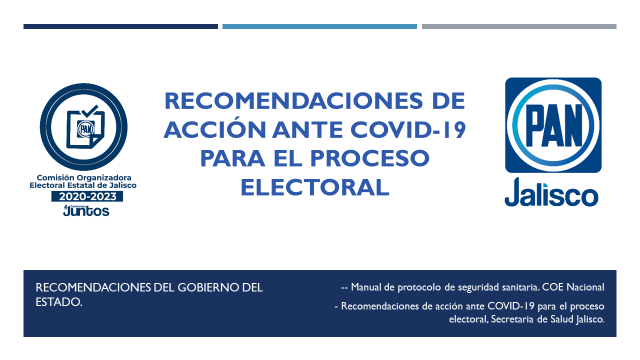 RECOMENDACIONES DE
ACCIÓN ANTE COVID-19
PARA EL PROCESO
ELECTORAL
PAN
Comisión Organizadora
Electoral Estatal de Jalisco
2020-2023
Juntos
PAN
Jalisco
RECOMENDACIONES DEL GOBIERNO DEL
ESTADO.
-- Manual de protocolo de seguridad sanitaria. COE Nacional
- Recomendaciones de acción ante COVID-19 para el proceso
electoral, Secretaria de Salud Jalisco.